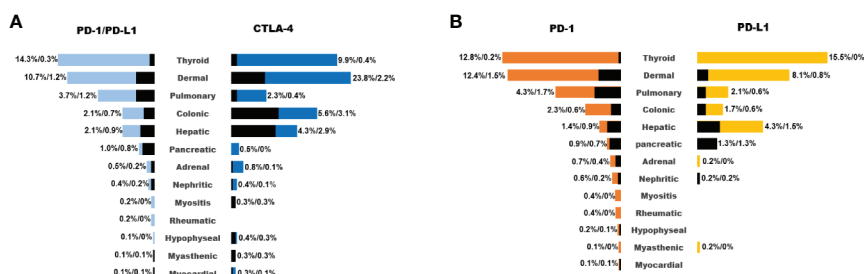 A
PD-1/PD-L1 CTLA-4
14.3%/0.3% Thyroid 9.9%/0.4%
10.7%/1.2% Dermal 23.8%/2.2%
3.7%/1.2% Pulmonary 2.3%/0.4%
2.1%/0.7% Colonic 5.6%/3.1%
2.1%/0.9% Hepatic 4.3%/2.9%
1.0%/0.8% Pancreatic 0.5%/0%
0.5%/0.2% Adrenal 0.8%/0.1%
0.4%/0.2% Nephritic 0.4%/0.1%
0.2%/0% Myositis 0.3%/0.3%
0.2%/0% Rheumatic
0.1%/0% Hypophyseal 0.4%/0.3%
0.1%/0.1% Myasthenic 0.3%/0.3%
0.1%/0.1% Myocardial 0.3%/0.1%
B
PD-1 PD-L1
12.8%/0.2% Thyroid 15.5%/0%
12.4%/1.5% Dermal 8.1%/0.8%
4.3%/1.7% Pulmonary 2.1%/0.6%
2.3%/0.6% Colonic 1.7%/0.6%
1.4%/0.9% Hepatic 4.3%/1.5%
0.9%/0.7% pancreatic 1.3%/1.3%
0.7%/0.4% Adrenal 0.2%/0%
0.6%/0.2% Nephritic 0.2%/0.2%
0.4%/0% Myositis
0.4%/0% Rheumatic
0.2%/0.1% Hypophyseal
0.1%/0% Myasthenic 0.2%/0%
0.1%/0.1% Myocardial